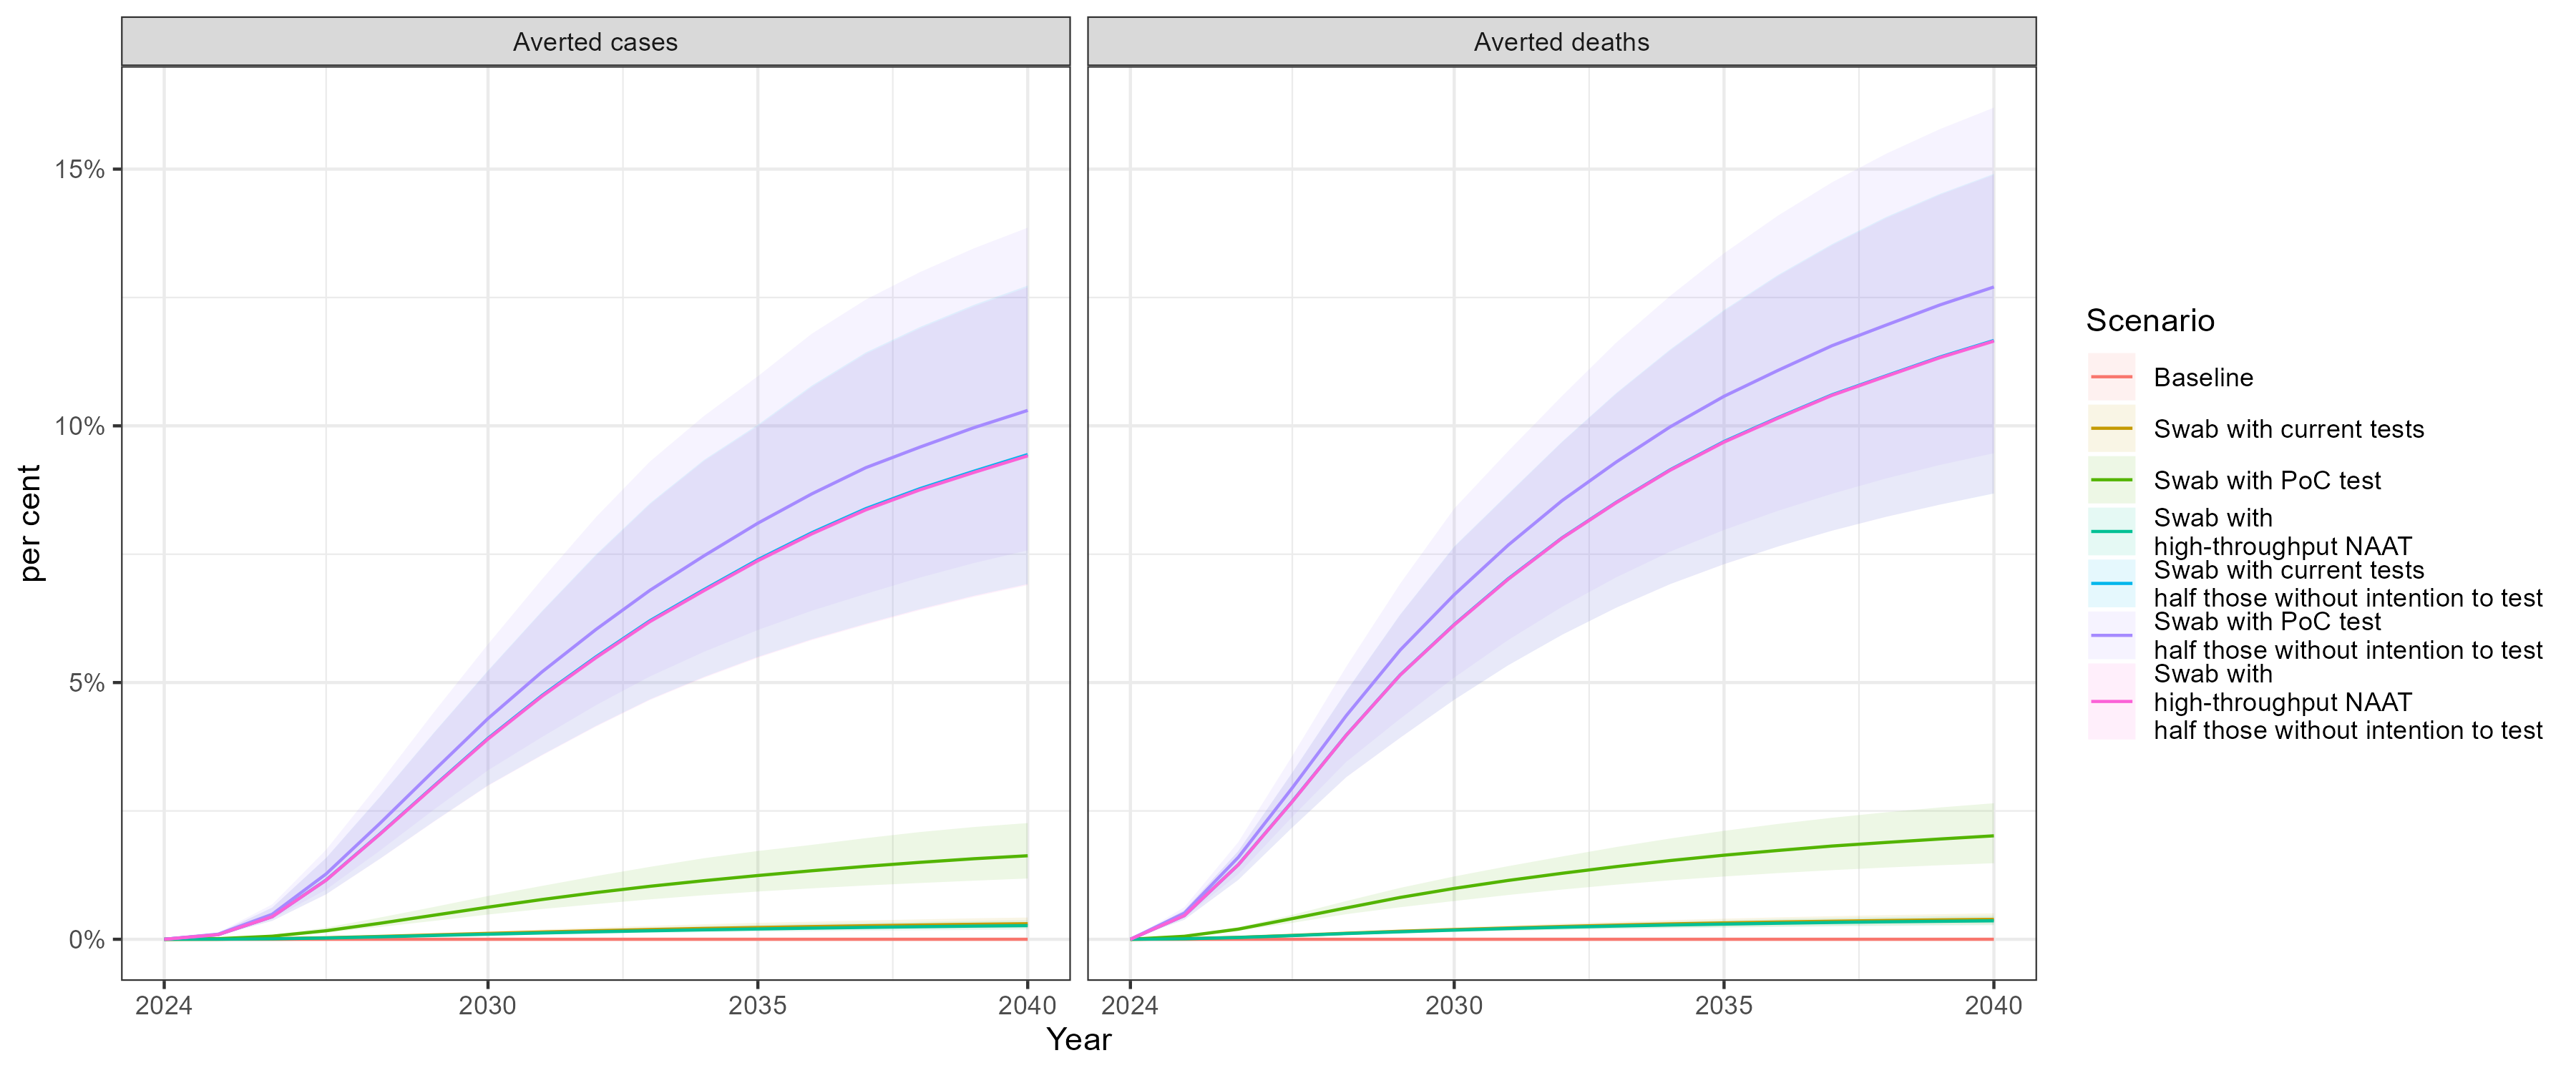 Averted cases
Averted deaths
15%
10%
5%
0%
per cent
2024
2030
2035
2040
2024
2030
2035
2040
Year
Scenario
Baseline
Swab with current tests
Swab with PoC test
Swab with
high-throughput NAAT
Swab with current tests
half those without intention to test
Swab with PoC test
half those without intention to test
Swab with
high-throughput NAAT
half those without intention to test